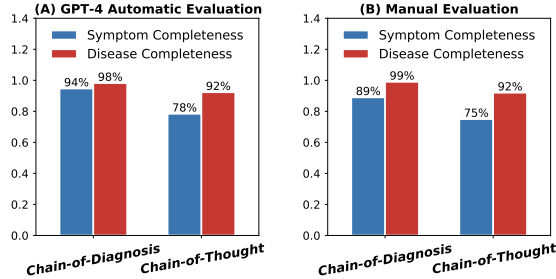 (A) GPT-4 Automatic Evaluation
1.4
1.2
1.0
0.8
0.6
0.4
0.2
0.0
Symptom Completeness
Disease Completeness
94%
98%
78%
92%
Chain-of-Diagnosis
Chain-of-Thought
(B) Manual Evaluation
1.4
1.2
1.0
0.8
0.6
0.4
0.2
0.0
Symptom Completeness
Disease Completeness
89%
99%
75%
92%
Chain-of-Diagnosis
Chain-of-Thought